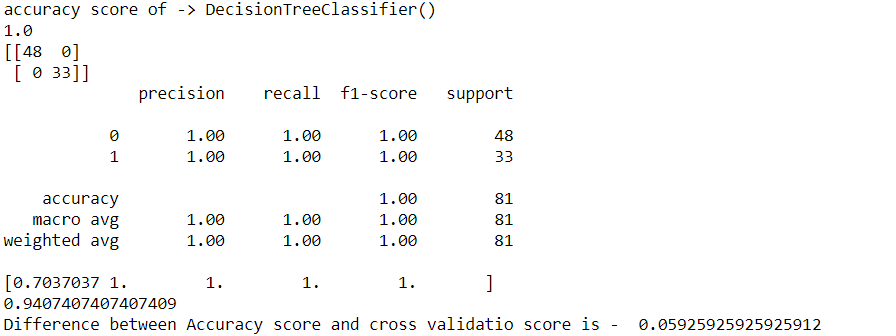 accuracy score of -> DecisionTreeClassifier()
1.0
[[48  0]
 [ 0 33]]
              precision    recall  f1-score   support

           0       1.00      1.00      1.00        48
           1       1.00      1.00      1.00        33

    accuracy                           1.00        81
   macro avg       1.00      1.00      1.00        81
weighted avg       1.00      1.00      1.00        81

[0.7037037 1.        1.        1.        1.       ]
0.9407407407407409
Difference between Accuracy score and cross validatio score is -  0.05925925925925912